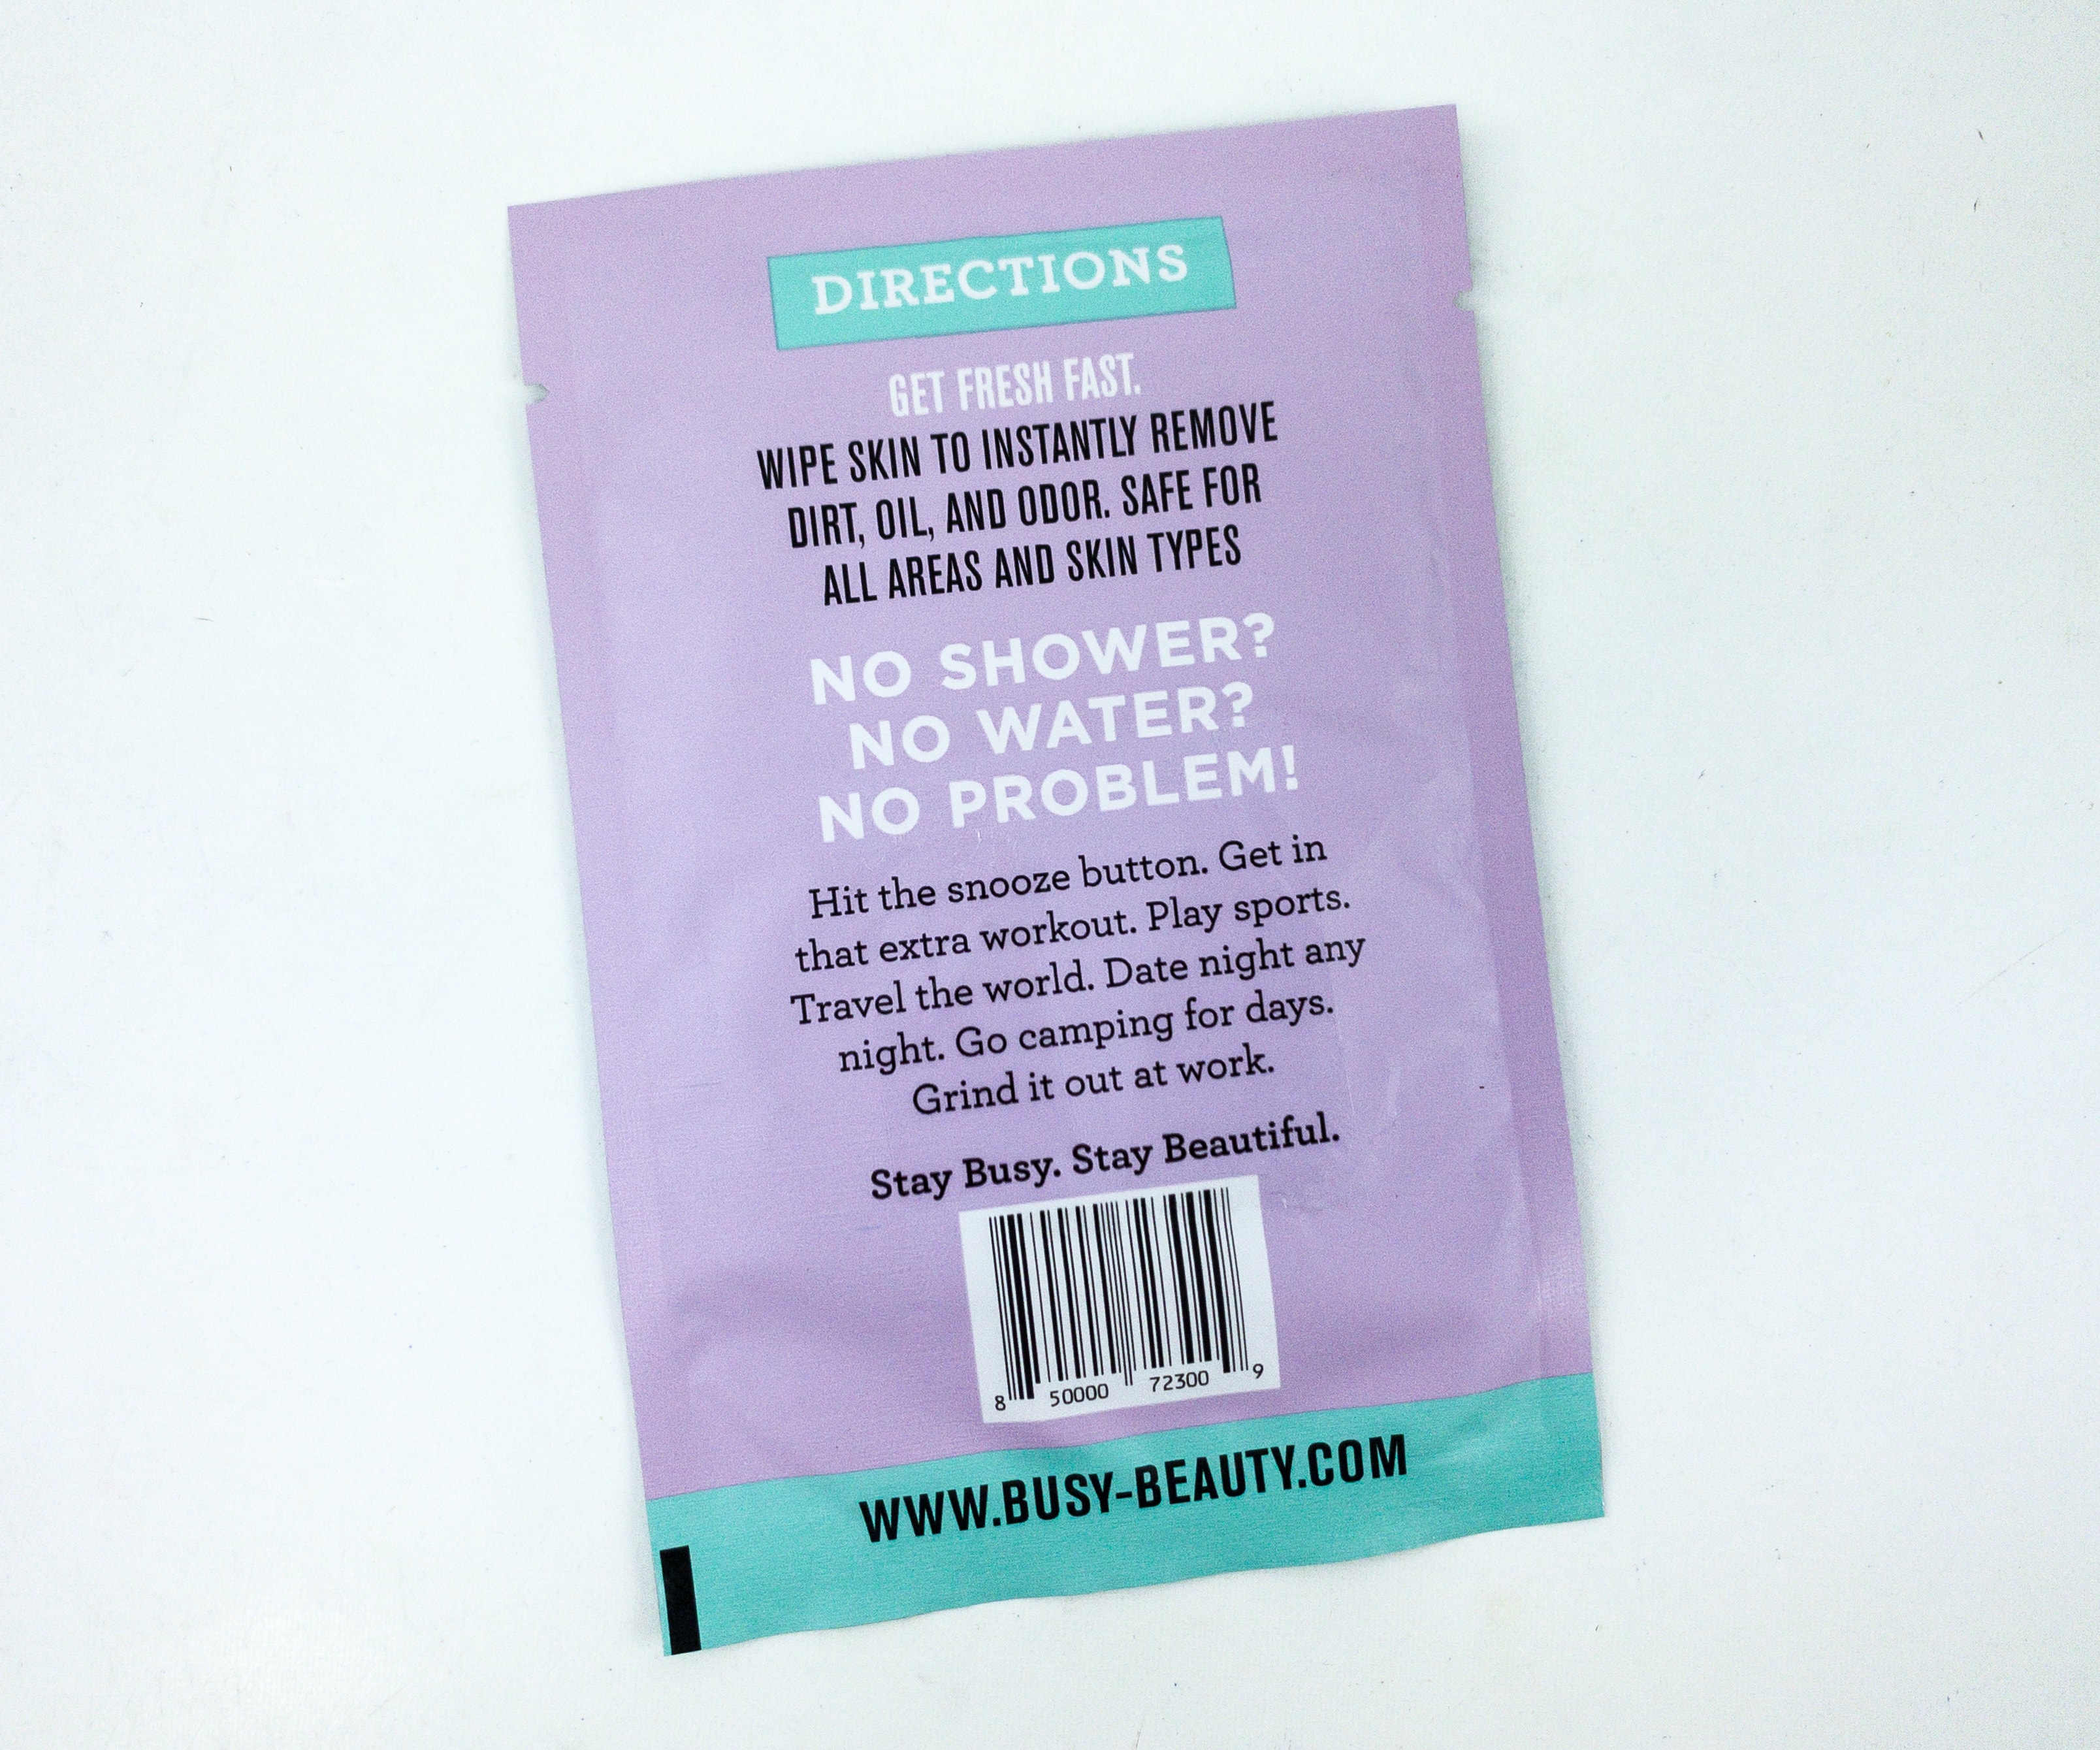 DIRECTIONS
GET FRESH FAST.
WIPE SKIN TO INSTANTLY REMOVE
DIRT, OIL, AND ODOR. SAFE FOR
ALL AREAS AND SKIN TYPES
NO SHOWER?
NO WATER?
NO PROBLEM!
Hit the snooze button. Get in
that extra workout. Play sports.
Travel the world. Date night any
night. Go camping for days.
Grind it out at work.
Stay Busy. Stay Beautiful.
8 50000 72300 9
WWW.BUSY-BEAUTY.COM